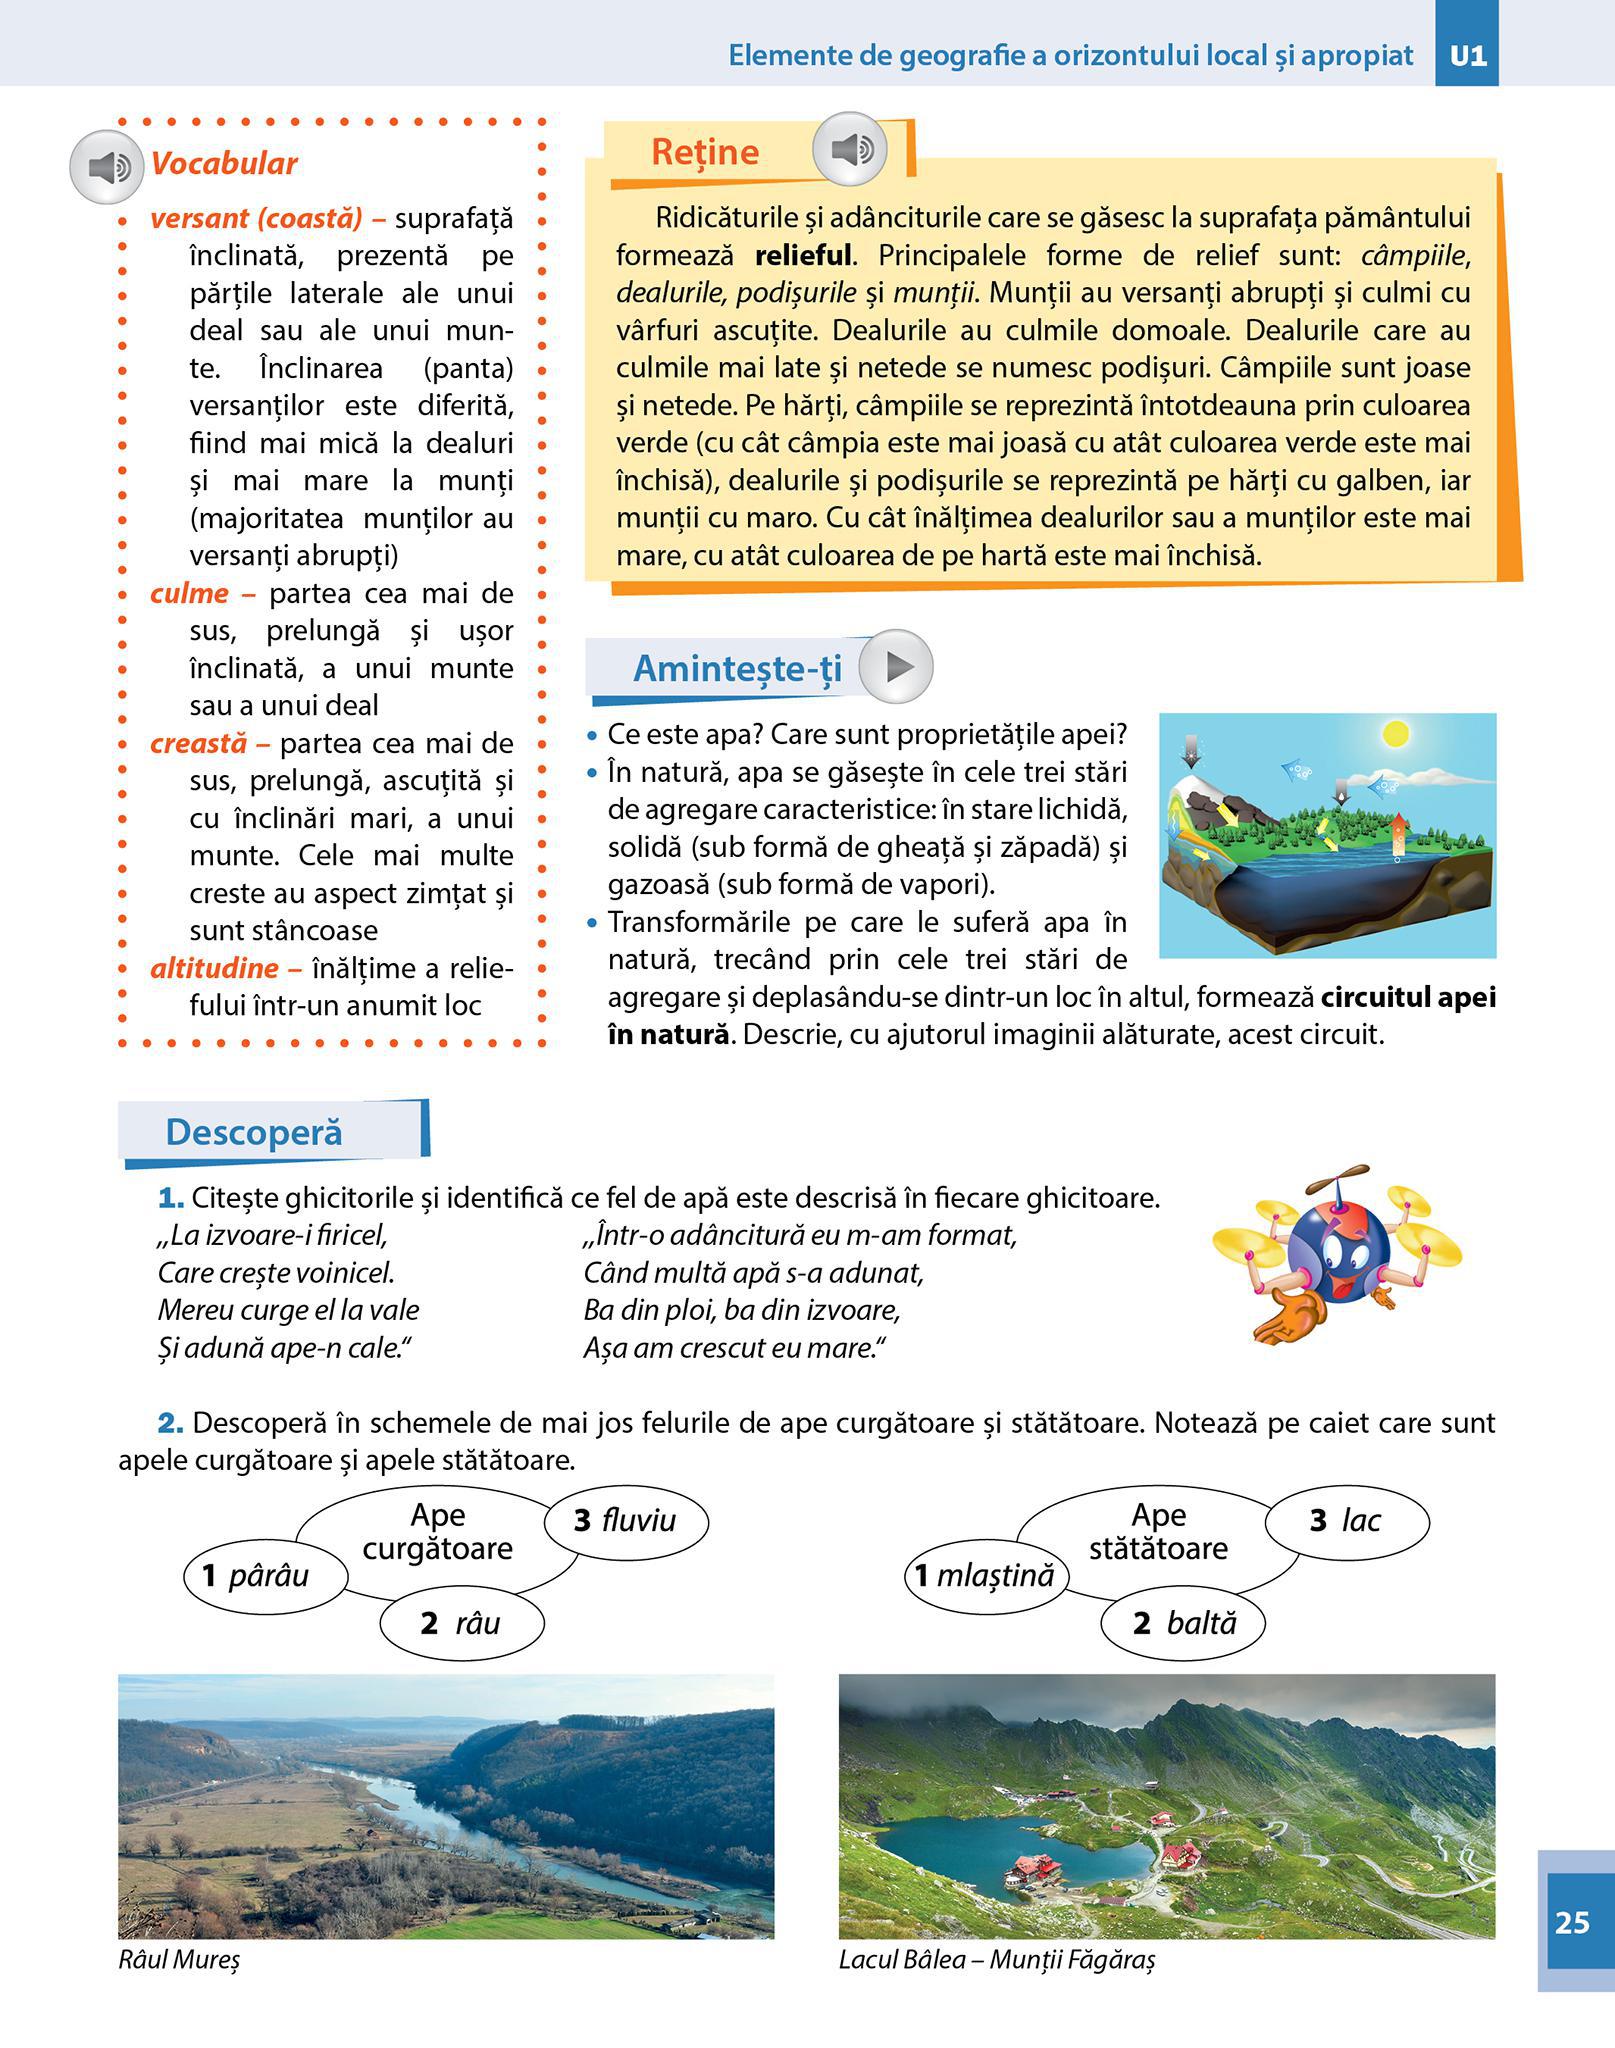 Elemente de geografie a orizontului local și apropiat
U1
Vocabular
versant (coastă) – suprafață
înclinată, prezentă pe
părțile laterale ale unui
deal sau ale unui mun-
te. Înclinarea (panta)
versanților este diferită,
fiind mai mică la dealuri
și mai mare la munți
(majoritatea munților au
versanți abrupți)
culme – partea cea mai de
sus, prelungă și ușor
înclinată, a unui munte
sau a unui deal
creastă – partea cea mai de
sus, prelungă, ascuțită și
cu înclinări mari, a unui
munte. Cele mai multe
creste au aspect zimțat și
sunt stâncoase
altitudine – înălțime a relie-
fului într-un anumit loc
Reține
Ridicăturile și adânciturile care se găsesc la suprafața pământului
formează relieful. Principalele forme de relief sunt: câmpiile,
dealurile, podișurile și munții. Munții au versanți abrupți și culmi cu
vârfuri ascuțite. Dealurile au culmile domoale. Dealurile care au
culmile mai late și netede se numesc podișuri. Câmpiile sunt joase
și netede. Pe hărți, câmpiile se reprezintă întotdeauna prin culoarea
verde (cu cât câmpia este mai joasă cu atât culoarea verde este mai
închisă), dealurile și podișurile se reprezintă pe hărți cu galben, iar
munții cu maro. Cu cât înălțimea dealurilor sau a munților este mai
mare, cu atât culoarea de pe hartă este mai închisă.
Amintește-ți
• Ce este apa? Care sunt proprietățile apei?
• În natură, apa se găsește în cele trei stări
de agregare caracteristice: în stare lichidă,
solidă (sub formă de gheață și zăpadă) și
gazoasă (sub formă de vapori).
• Transformările pe care le suferă apa în
natură, trecând prin cele trei stări de
agregare și deplasându-se dintr-un loc în altul, formează circuitul apei
în natură. Descrie, cu ajutorul imaginii alăturate, acest circuit.
Descoperă
1. Citește ghicitorile și identifică ce fel de apă este descrisă în fiecare ghicitoare.
„La izvoare-i firicel,
Care crește voinicel.
Mereu curge el la vale
Și adună ape-n cale.“
„Într-o adâncitură eu m-am format,
Când multă apă s-a adunat,
Ba din ploi, ba din izvoare,
Așa am crescut eu mare.“
2. Descoperă în schemele de mai jos felurile de ape curgătoare și stătătoare. Notează pe caiet care sunt
apele curgătoare și apele stătătoare.
Ape
curgătoare
1 pârâu
2 râu
3 fluviu
Ape
stătătoare
1 mlaștină
2 baltă
3 lac
Râul Mureș
Lacul Bâlea – Munții Făgăraș
25